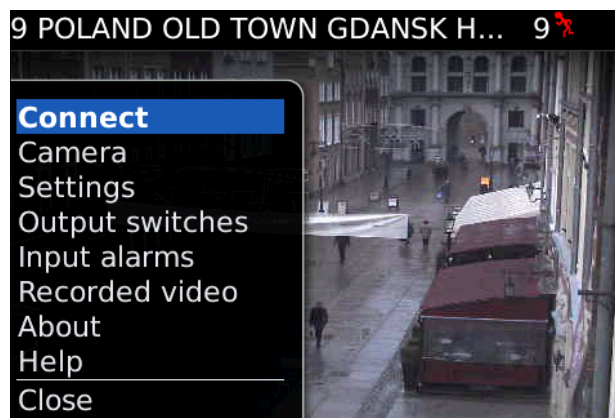 9 POLAND OLD TOWN GDANSK H... 9
Connect
Camera
Settings
Output switches
Input alarms
Recorded video
About
Help
Close